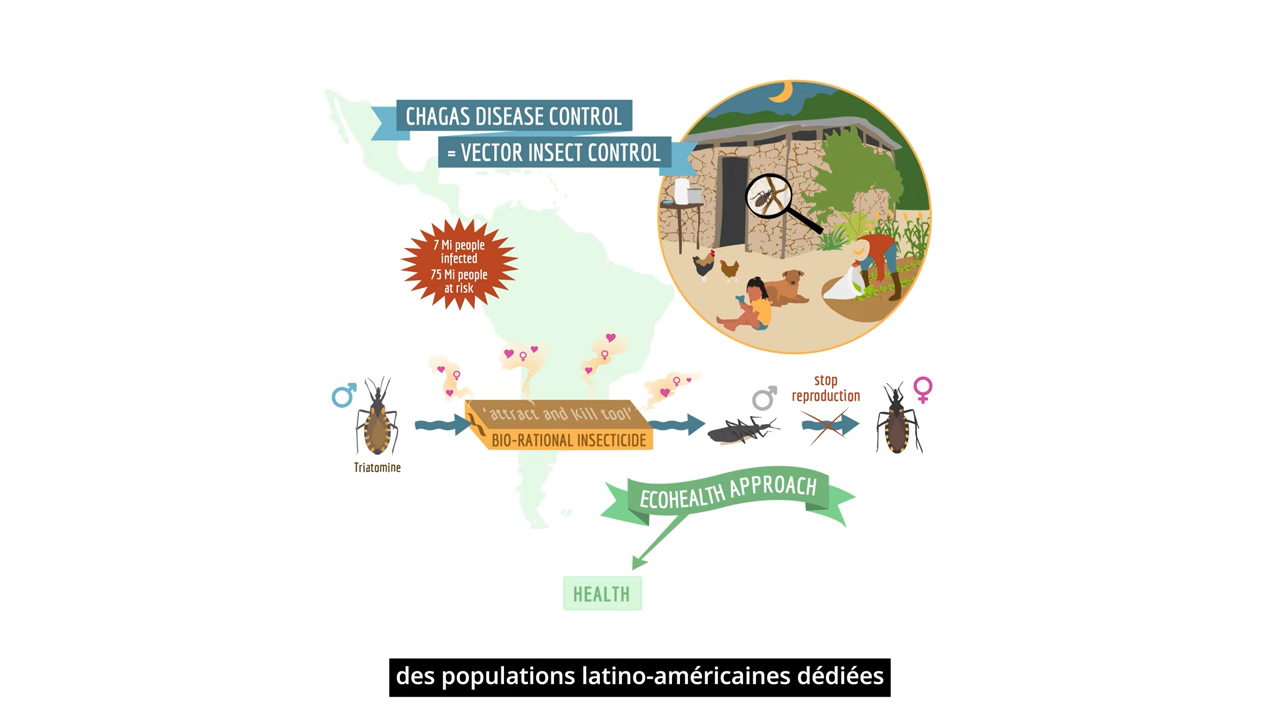 CHAGAS DISEASE CONTROL
= VECTOR INSECT CONTROL
7 Mi people
infected
75 Mi people
at risk
stop
reproduction
'attract and Kill tool'
BIO-RATIONAL INSECTICIDE
Triatomine
ECOHEALTH APPROACH
HEALTH
des populations latino-américaines dédiées